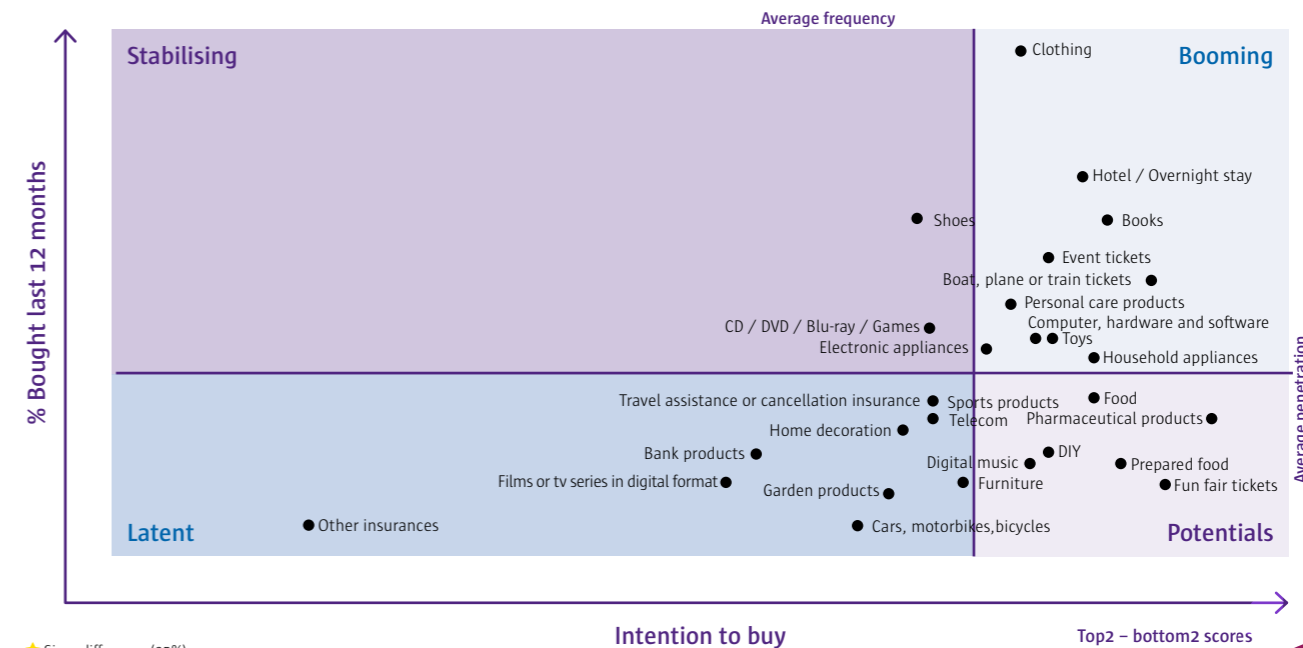 Average frequency
Stabilising
Booming
Clothing
Hotel / Overnight stay
Shoes
Books
Event tickets
Boat, plane or train tickets
Personal care products
Computer, hardware and software
CD / DVD / Blu-ray / Games
Toys
Electronic appliances
Household appliances
% Bought last 12 months
Average penetration
Travel assistance or cancellation insurance
Sports products
Food
Telecom
Pharmaceutical products
Home decoration
Bank products
DIY
Digital music
Prepared food
Films or tv series in digital format
Garden products
Furniture
Fun fair tickets
Other insurances
Cars, motorbikes,bicycles
Latent
Potentials
Intention to buy
Top2 – bottom2 scores